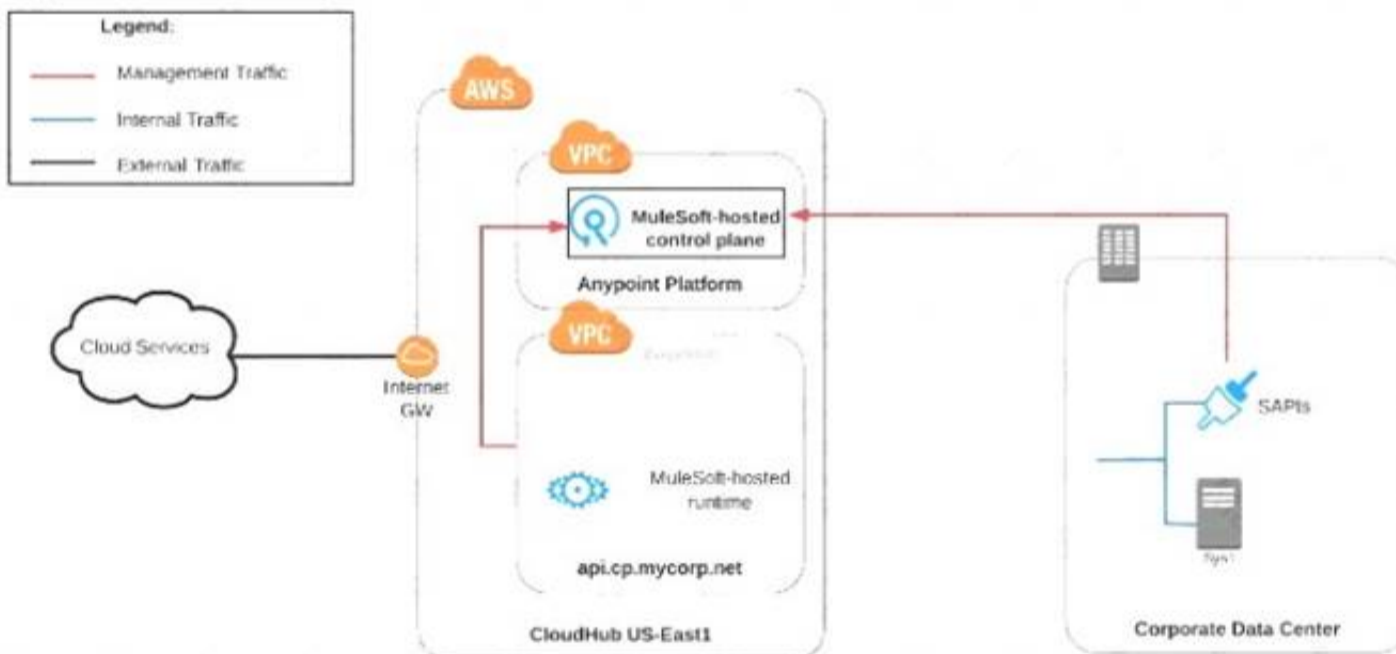 Legend:
Management Traffic
Internal Traffic
External Traffic
AWS
VPC
MuleSoft-hosted
control plane
Anypoint Platform
VPC
Cloud Services
Internet
GW
MuleSoft-hosted
runtime
api.cp.mycorp.net
CloudHub US-East1
SAPIs
Corporate Data Center